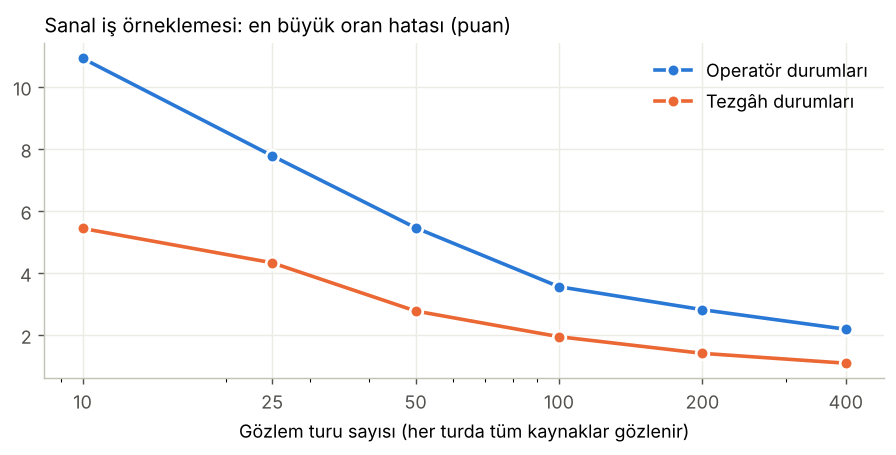 Sanal iş örneklemesi: en büyük oran hatası (puan)
Operatör durumları
Tezgâh durumları
10
8
6
4
2
10 25 50 100 200 400
Gözlem turu sayısı (her turda tüm kaynaklar gözlenir)